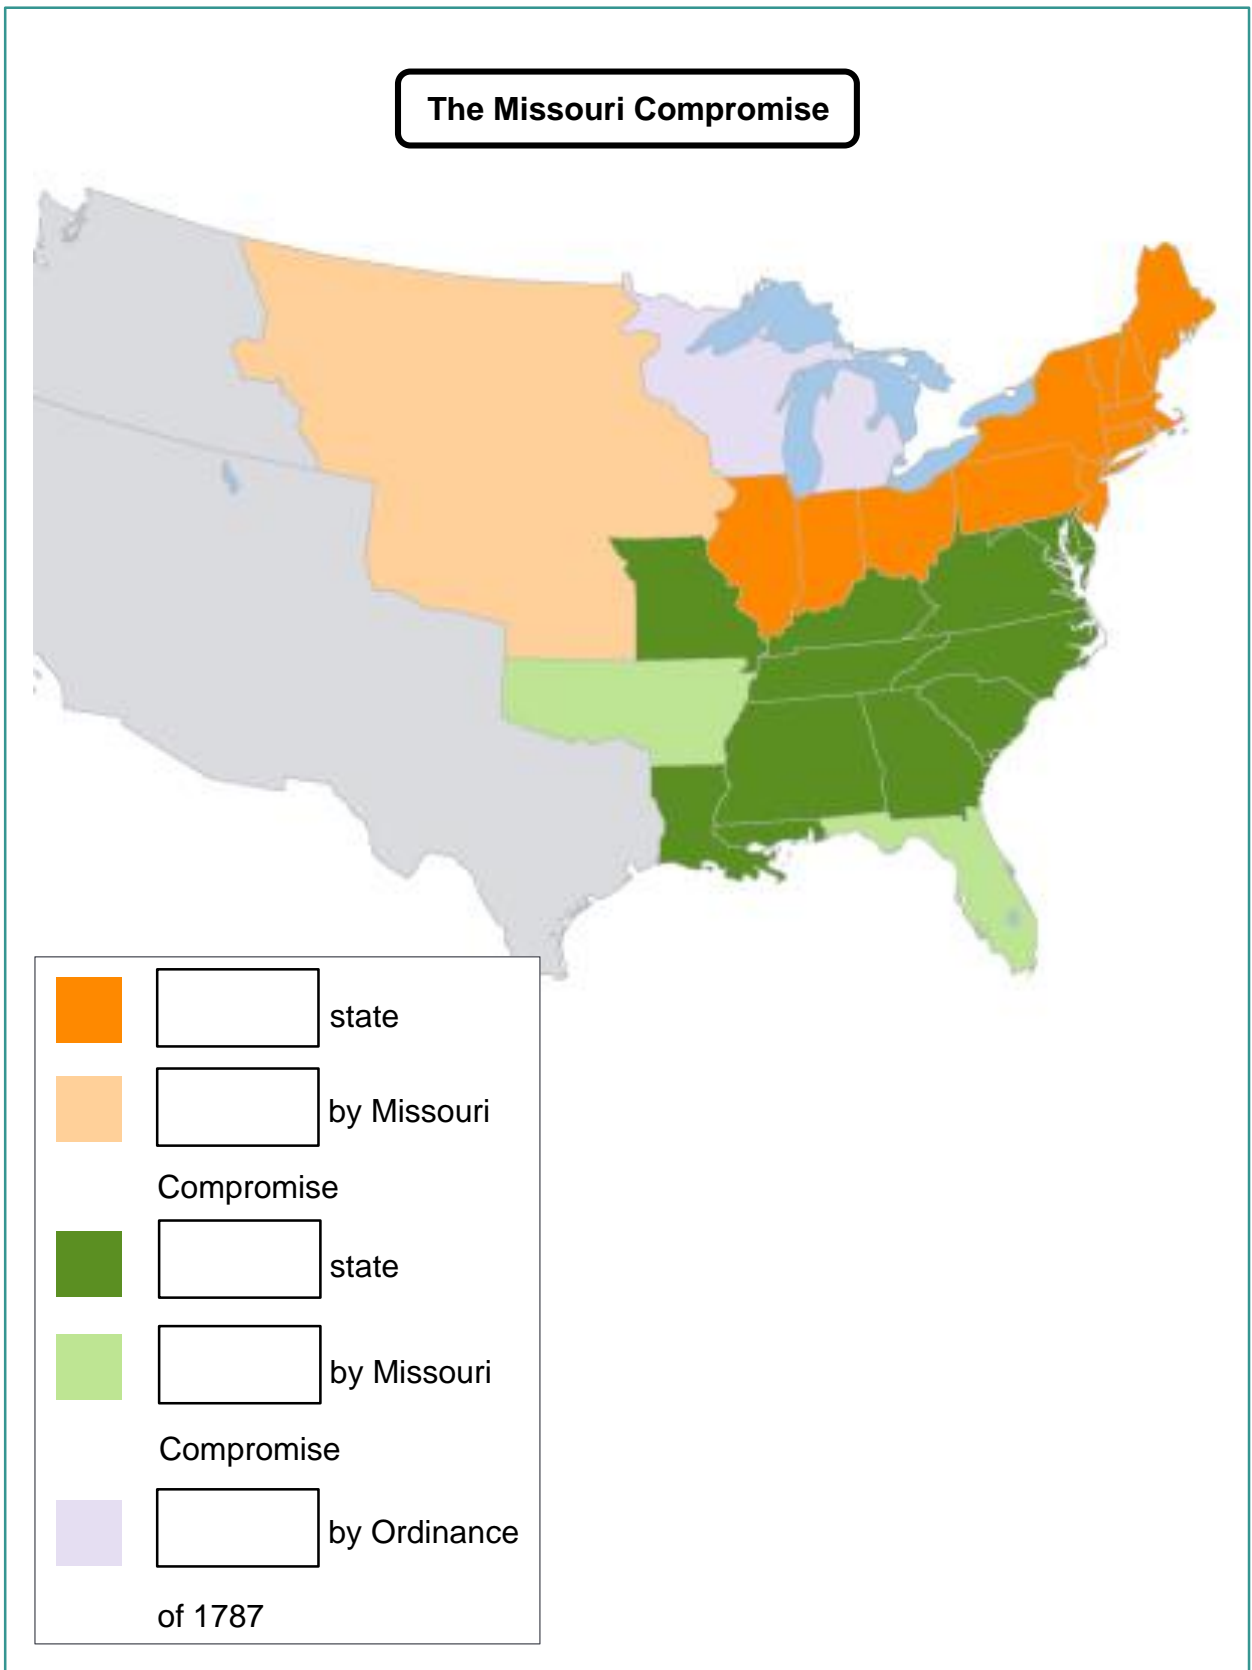 The Missouri Compromise
state
by Missouri
Compromise
state
by Missouri
Compromise
by Ordinance
of 1787